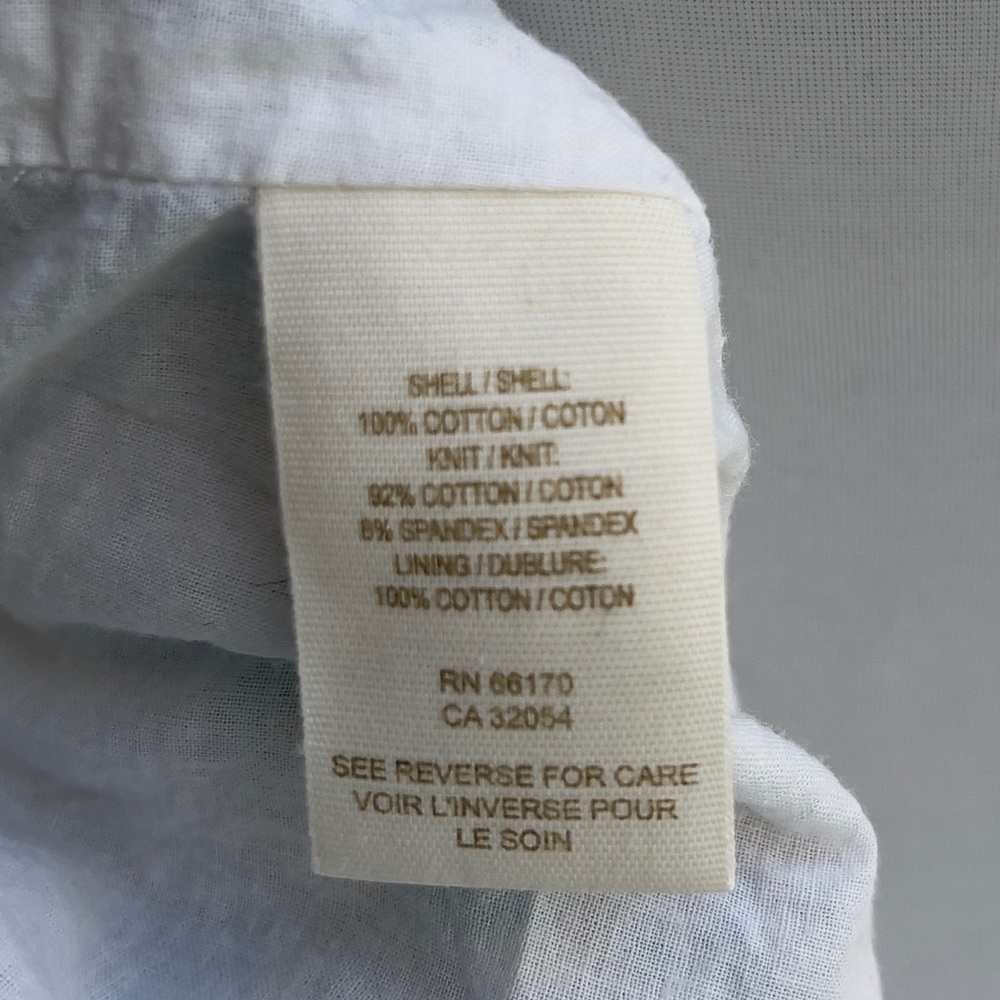 SHELL / SHELL:
100% COTTON / COTON
KNIT / KNIT:
92% COTTON / COTON
8% SPANDEX / SPANDEX
LINING / DUBLURE:
100% COTTON / COTON
RN 66170
CA 32054
SEE REVERSE FOR CARE
VOIR L'INVERSE POUR
LE SOIN